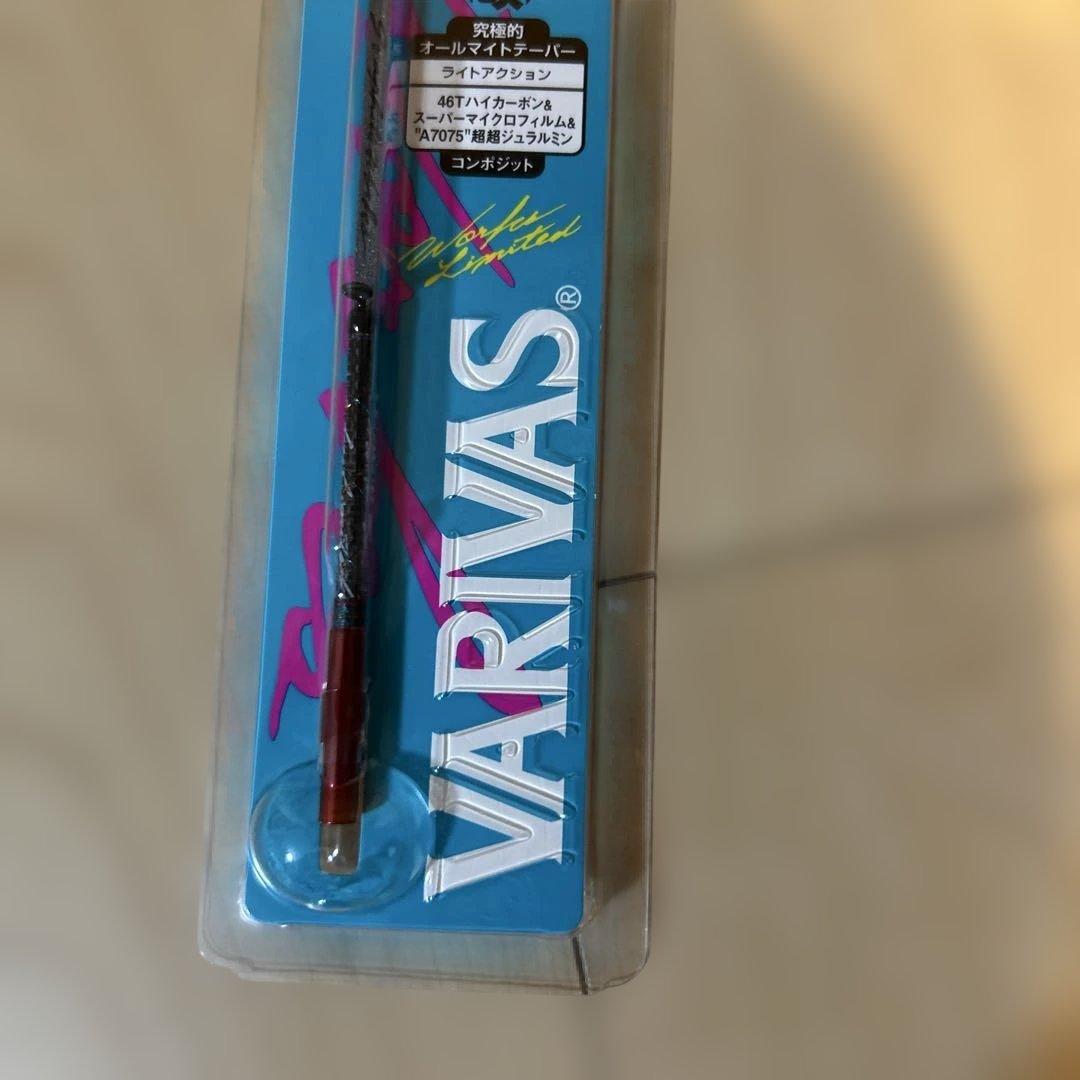 究極的
オールマイトテーパー
ライトアクション
46Tハイカーボン&
スーパーマイクロフィルム&
"A7075"超超ジュラルミン
コンポジット
Works
Limited
VARIVAS®